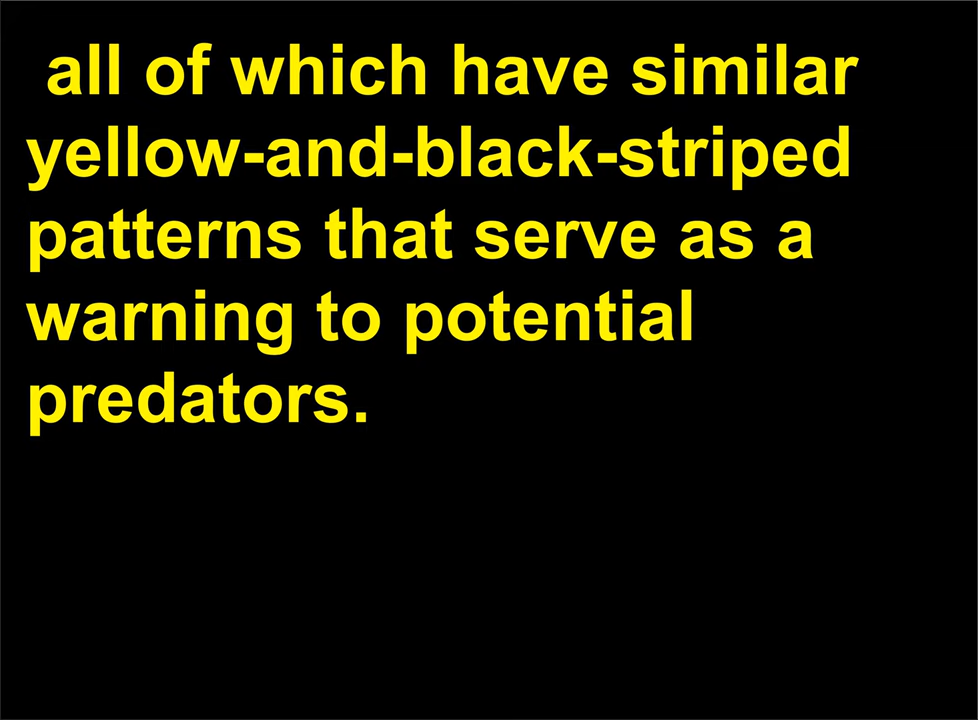 all of which have similar
yellow-and-black-striped
patterns that serve as a
warning to potential
predators.